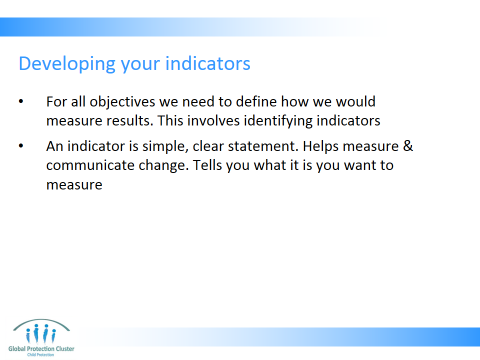 Developing your indicators
• For all objectives we need to define how we would
measure results. This involves identifying indicators
• An indicator is simple, clear statement. Helps measure &
communicate change. Tells you what it is you want to
measure
Global Protection Cluster
Child Protection